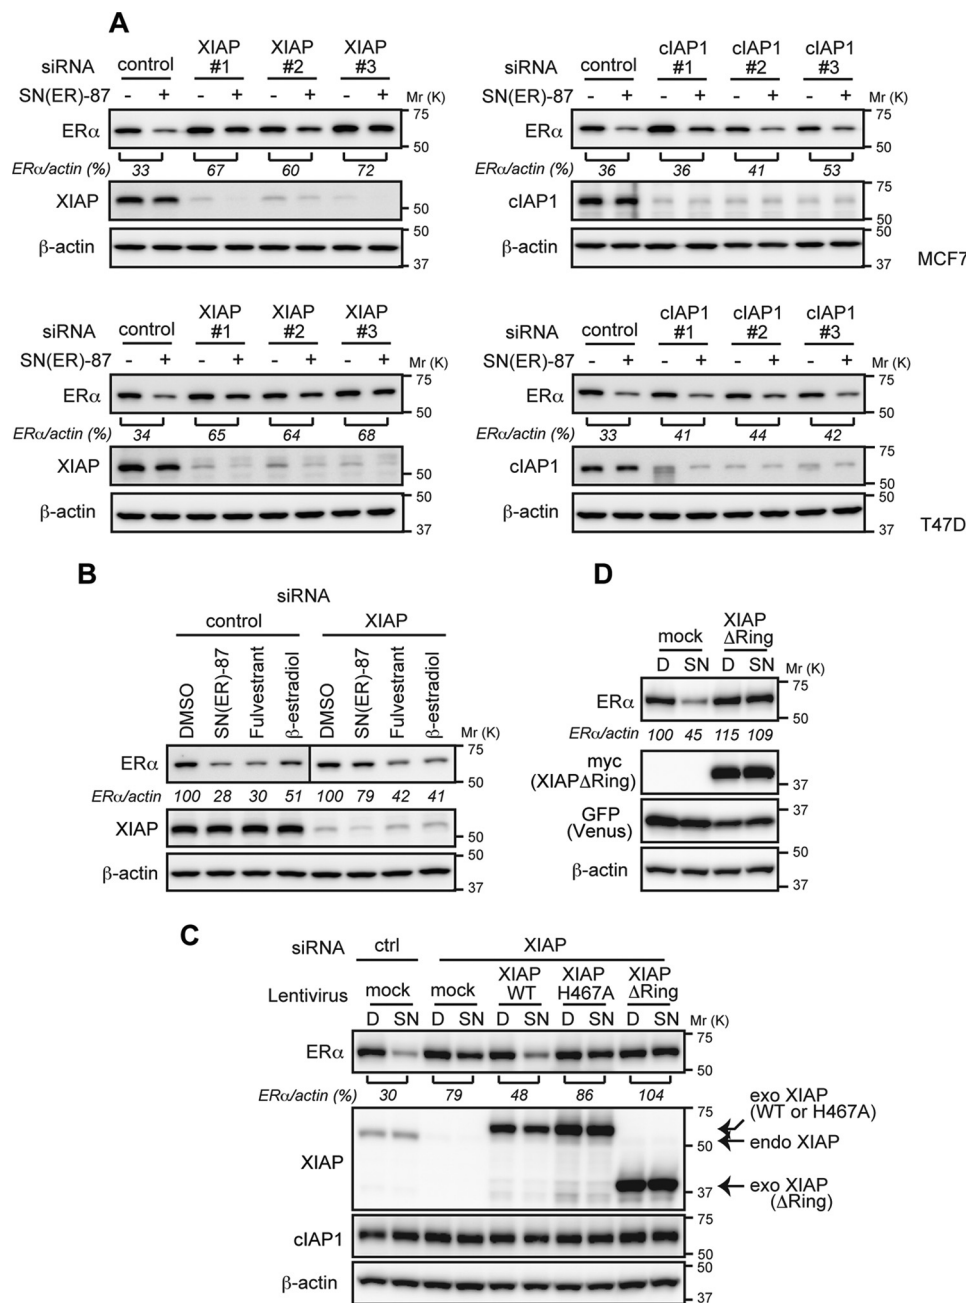 A
siRNA control XIAP #1 XIAP #2 XIAP #3
SN(ER)-87 - + - + - + - + Mr (K)
ERα 75
50
ERα/actin (%) 33 67 60 72
XIAP 50
β-actin 50
37
siRNA control cIAP1 #1 cIAP1 #2 cIAP1 #3
SN(ER)-87 - + - + - + - + Mr (K)
ERα 75
50
ERα/actin (%) 36 36 41 53
cIAP1 75
50
β-actin 50
37
MCF7
siRNA control XIAP #1 XIAP #2 XIAP #3
SN(ER)-87 - + - + - + - + Mr (K)
ERα 75
50
ERα/actin (%) 34 65 64 68
XIAP 50
β-actin 50
37
siRNA control cIAP1 #1 cIAP1 #2 cIAP1 #3
SN(ER)-87 - + - + - + - + Mr (K)
ERα 75
50
ERα/actin (%) 33 41 44 42
cIAP1 75
50
β-actin 50
37
T47D
B
siRNA
control XIAP
DMSO SN(ER)-87 Fulvestrant β-estradiol DMSO SN(ER)-87 Fulvestrant β-estradiol Mr (K)
ERα 75
50
ERα/actin 100 28 30 51 100 79 42 41
XIAP 50
β-actin 50
37
D
mock XIAP ΔRing
D SN D SN Mr (K)
ERα 75
50
ERα/actin 100 45 115 109
myc (XIAPΔRing) 37
GFP (Venus) 37
β-actin 50
37
C
siRNA ctrl XIAP
Lentivirus mock mock XIAP WT XIAP H467A XIAP ΔRing
D SN D SN D SN D SN D SN Mr (K)
ERα 75
50
ERα/actin (%) 30 79 48 86 104
XIAP 75
50
37
exo XIAP (WT or H467A)
endo XIAP
exo XIAP (ΔRing)
cIAP1 75
50
β-actin 50
37